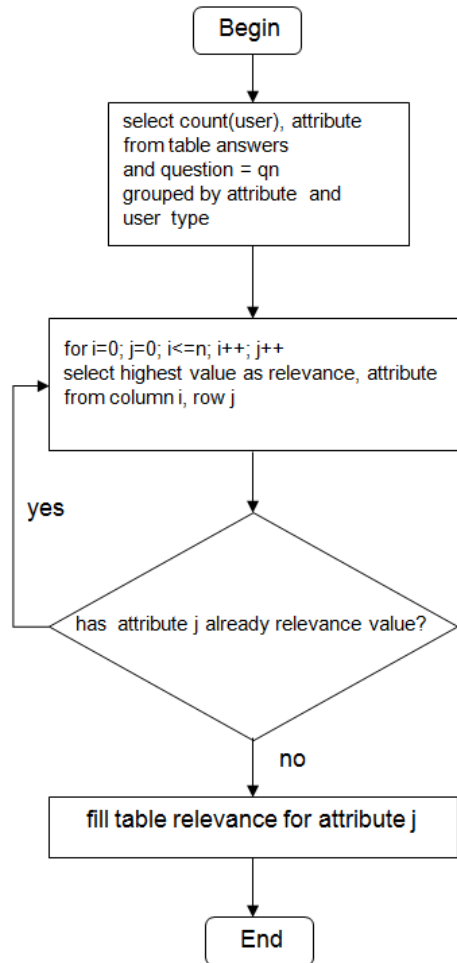 Begin
select count(user), attribute
from table answers
and question = qn
grouped by attribute and
user type
for i=0; j=0; i<=n; i++; j++
select highest value as relevance, attribute
from column i, row j
yes
has attribute j already relevance value?
no
fill table relevance for attribute j
End